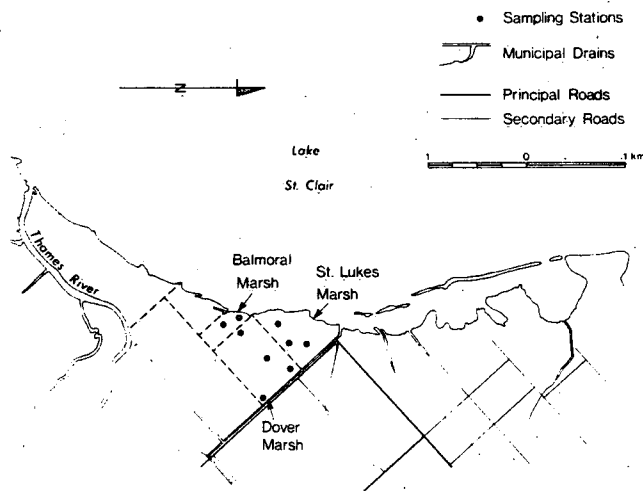 Sampling Stations
Municipal Drains
Principal Roads
Secondary Roads
N
1 0 1 km
Lake
St. Clair
Thames River
Balmoral
Marsh
St. Lukes
Marsh
Dover
Marsh